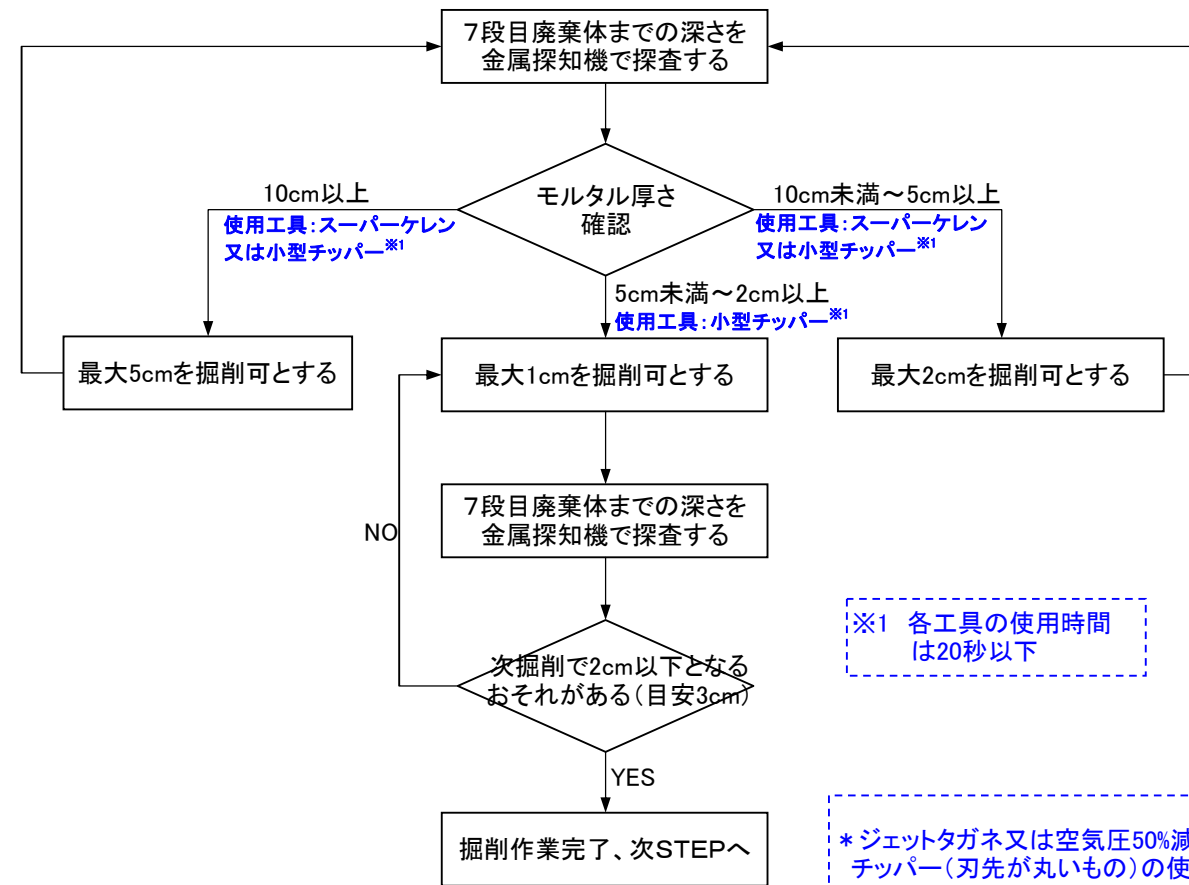 ７段目廃棄体までの深さを
金属探知機で探査する
モルタル厚さ
確認
10cm以上
使用工具：スーパーケレン
又は小型チッパー※1
10cm未満～5cm以上
使用工具：スーパーケレン
又は小型チッパー※1
5cm未満～2cm以上
使用工具：小型チッパー※1
最大5cmを掘削可とする
最大1cmを掘削可とする
最大2cmを掘削可とする
７段目廃棄体までの深さを
金属探知機で探査する
NO
※1　各工具の使用時間
は20秒以下
次掘削で2cm以下となる
おそれがある（目安3cm）
YES
掘削作業完了、次STEPへ
＊ジェットタガネ又は空気圧50%減
チッパー（刃先が丸いもの）の使